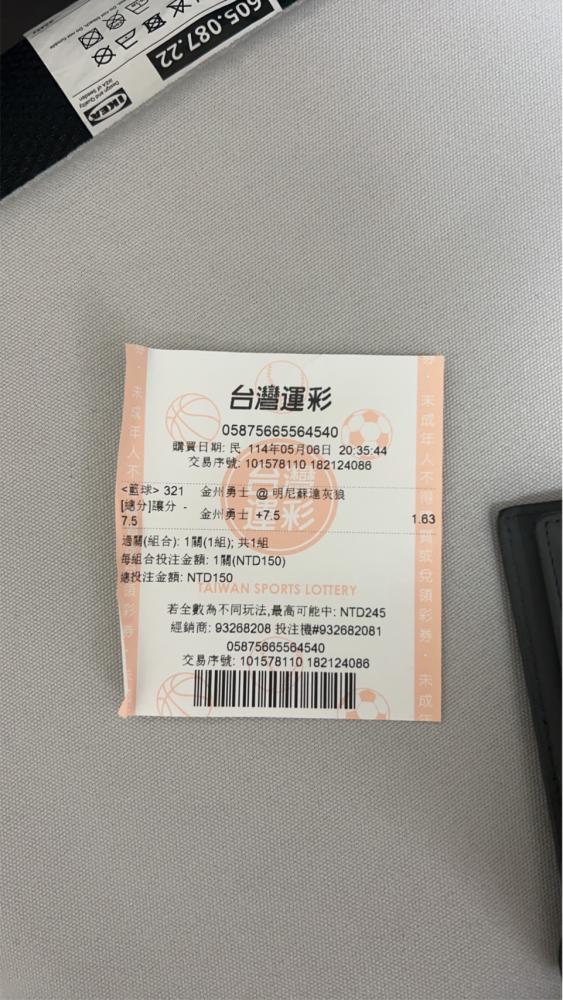 605.087.22
Design and Quality
IKEA of Sweden
IKEA
台灣運彩
05875665564540
購買日期: 民 114年05月06日 20:35:44
交易序號: 101578110 182124086
<籃球> 321 金州勇士 @ 明尼蘇達灰狼
[總分]讓分 - 7.5 金州勇士 +7.5 1.63
過關(組合): 1關(1組); 共1組
每組合投注金額: 1關(NTD150)
總投注金額: NTD150
TAIWAN SPORTS LOTTERY
若全數為不同玩法,最高可能中: NTD245
經銷商: 93268208 投注機#932682081
05875665564540
交易序號: 101578110 182124086